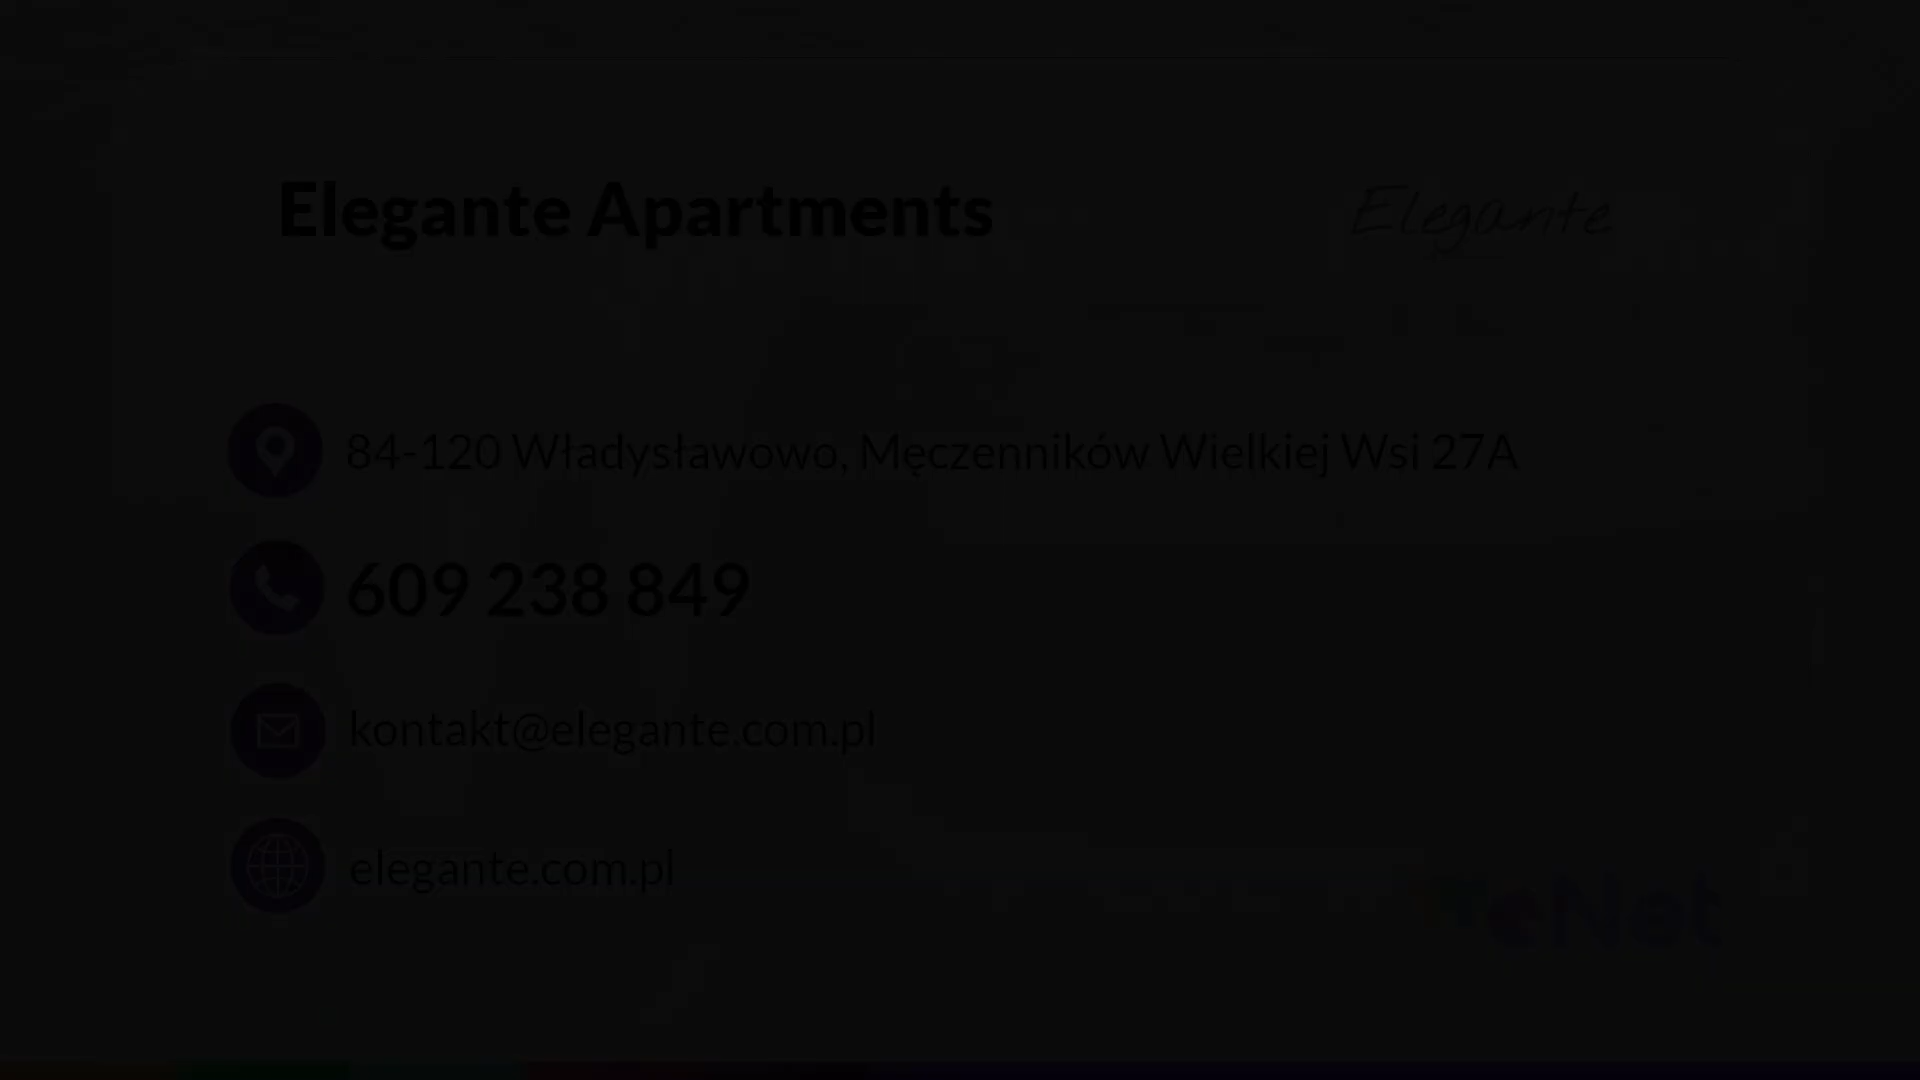 Elegante Apartments
Elegante
84-120 Władysławowo, Męczenników Wielkiej Wsi 27A
609 238 849
kontakt@elegante.com.pl
elegante.com.pl
eNet